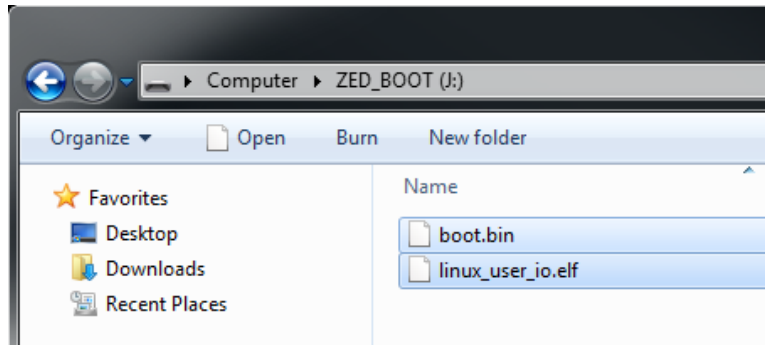 Computer ZED_BOOT (J:)
Organize Open Burn New folder
Favorites
Desktop
Downloads
Recent Places
Name
boot.bin
linux_user_io.elf